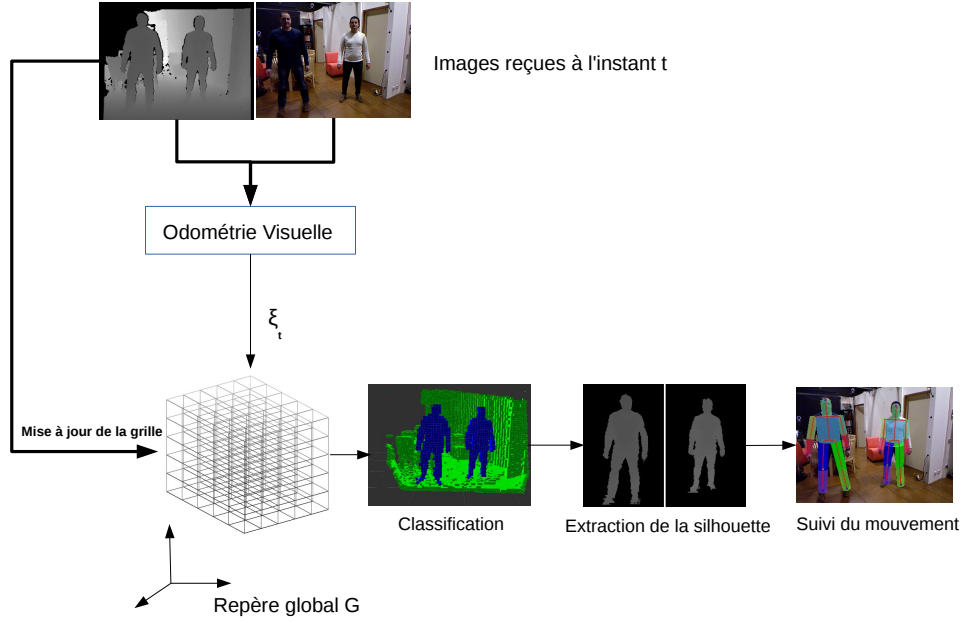 Images reçues à l'instant t
Odométrie Visuelle
ξt
Mise à jour de la grille
Classification
Extraction de la silhouette
Suivi du mouvement
Repère global G